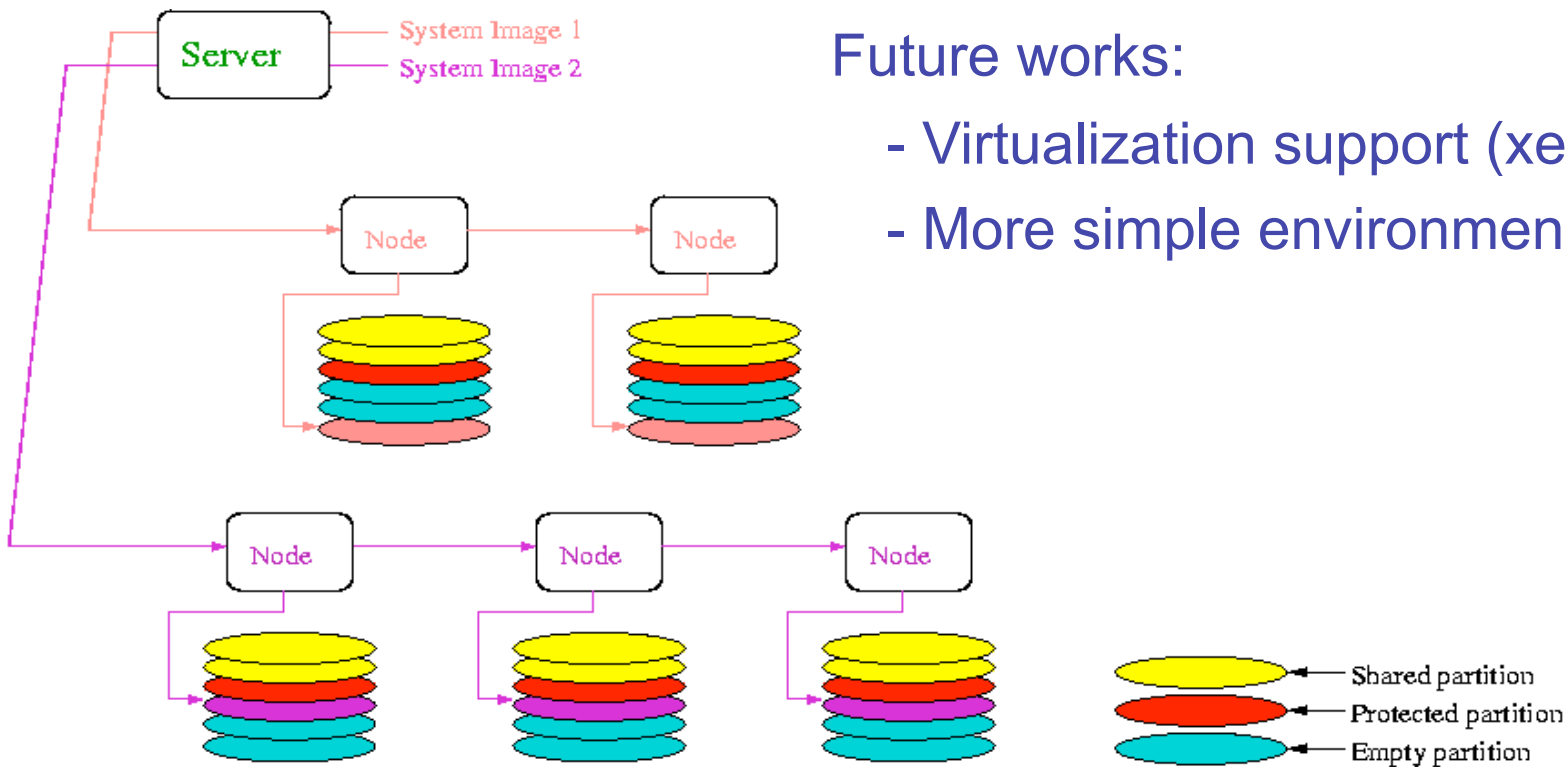 Server
System Image 1
System Image 2
Future works:
- Virtualization support (xe
- More simple environmen
Node
Node
Node
Node
Node
Shared partition
Protected partition
Empty partition